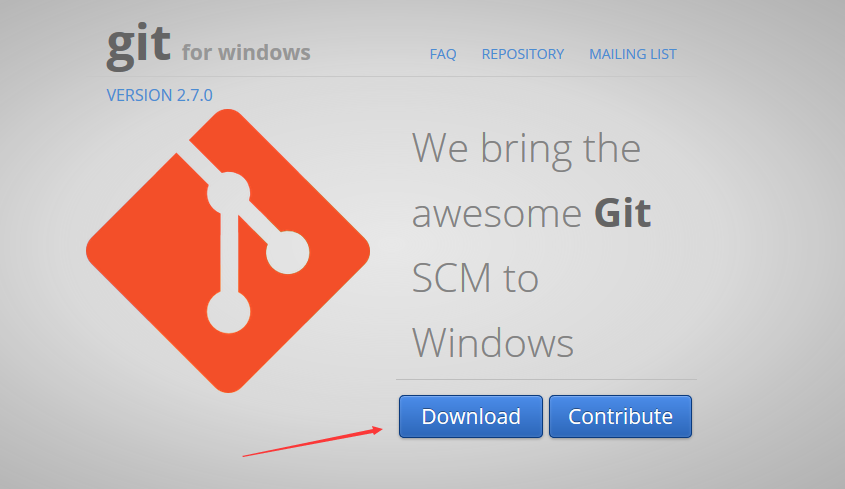 git for windows
FAQ REPOSITORY MAILING LIST
VERSION 2.7.0
We bring the
awesome Git
SCM to
Windows
Download Contribute